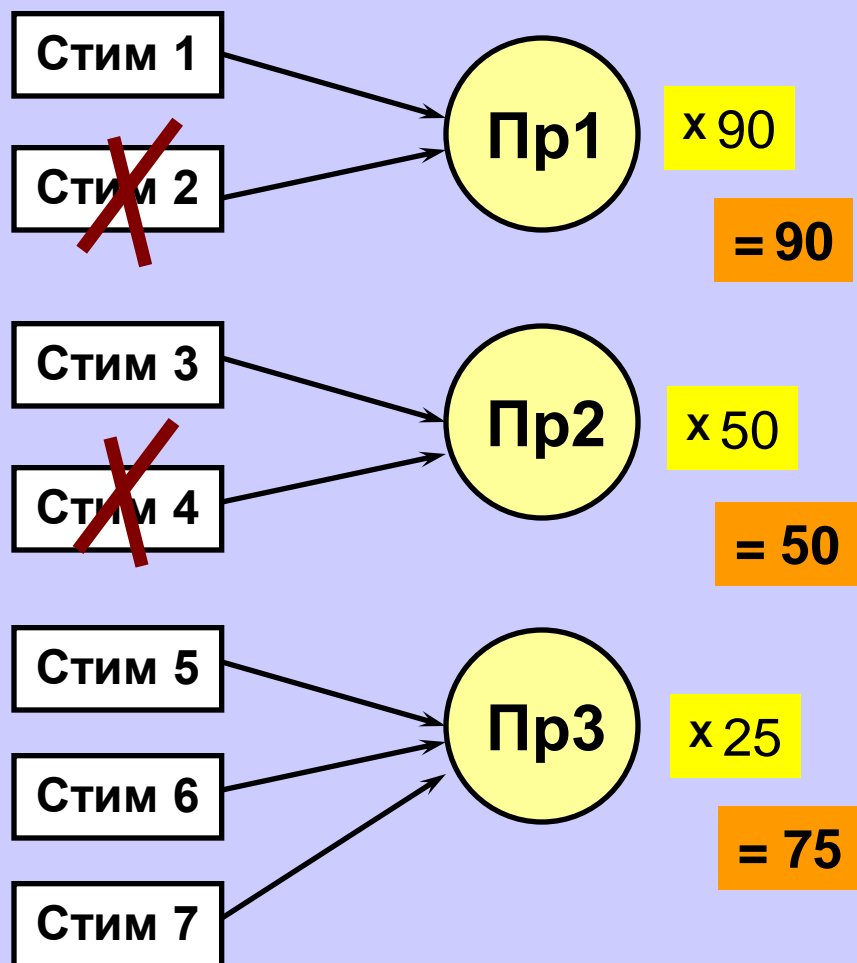 Стим 1
Стим 2
Пр1
х 90
= 90
Стим 3
Стим 4
Пр2
х 50
= 50
Стим 5
Стим 6
Стим 7
Пр3
х 25
= 75